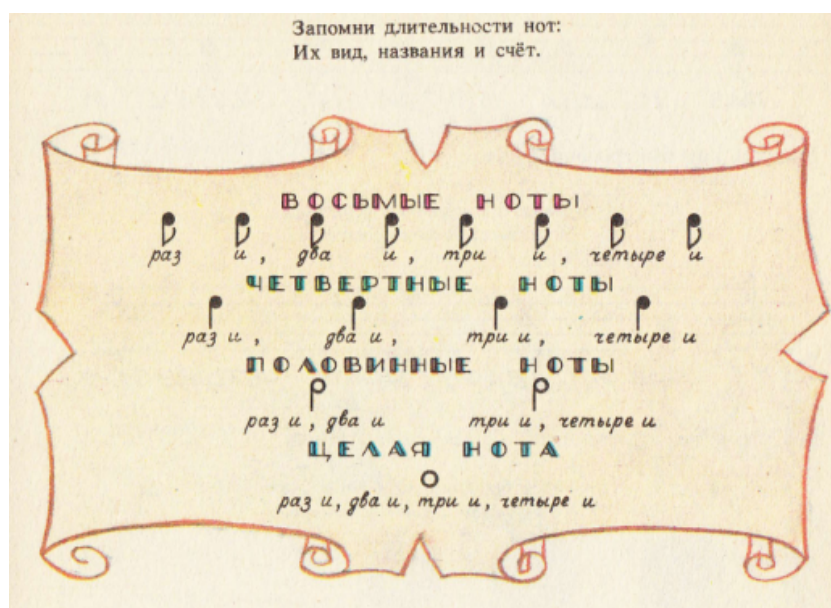 Запомни длительности нот:
Их вид, названия и счёт.
ВОСЬМЫЕ НОТЫ
раз и, два и, три и, четыре и
ЧЕТВЕРТНЫЕ НОТЫ
раз и, два и, три и, четыре и
ПОЛОВИННЫЕ НОТЫ
раз и, два и три и, четыре и
ЦЕЛАЯ НОТА
раз и, два и, три и, четыре и